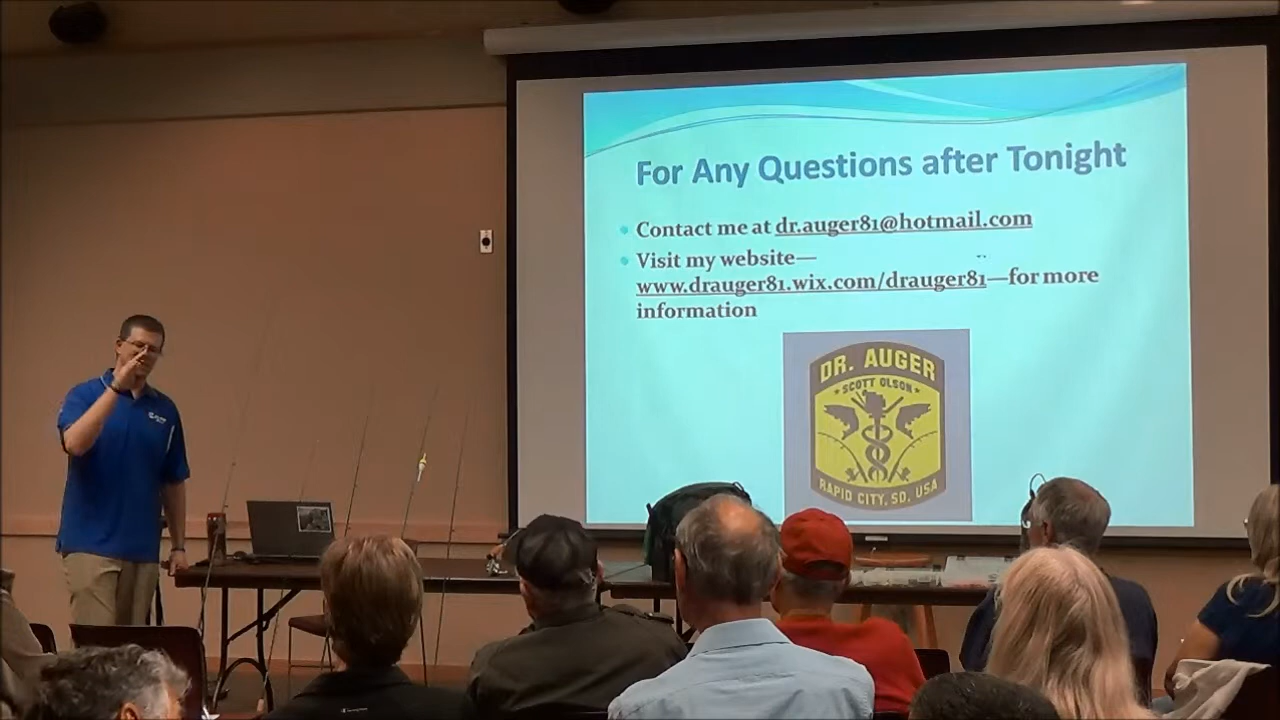 For Any Questions after Tonight
Contact me at dr.auger81@hotmail.com
Visit my website—
www.drauger81.wix.com/drauger81—for more
information
DR. AUGER
SCOTT OLSON
RAPID CITY, SD, USA